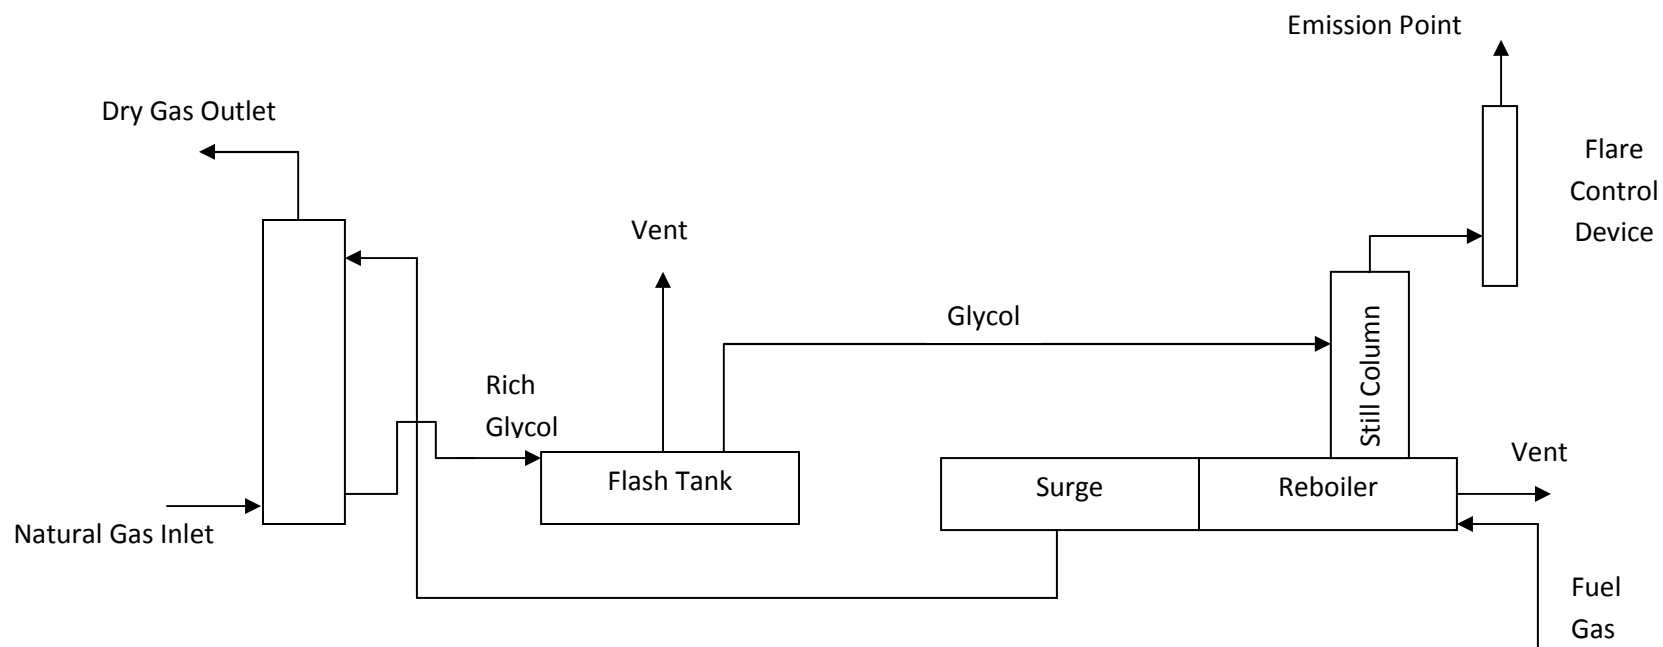 Emission Point
Dry Gas Outlet
Flare
Control
Device
Vent
Glycol
Still Column
Rich
Glycol
Flash Tank
Surge
Reboiler
Vent
Natural Gas Inlet
Fuel
Gas